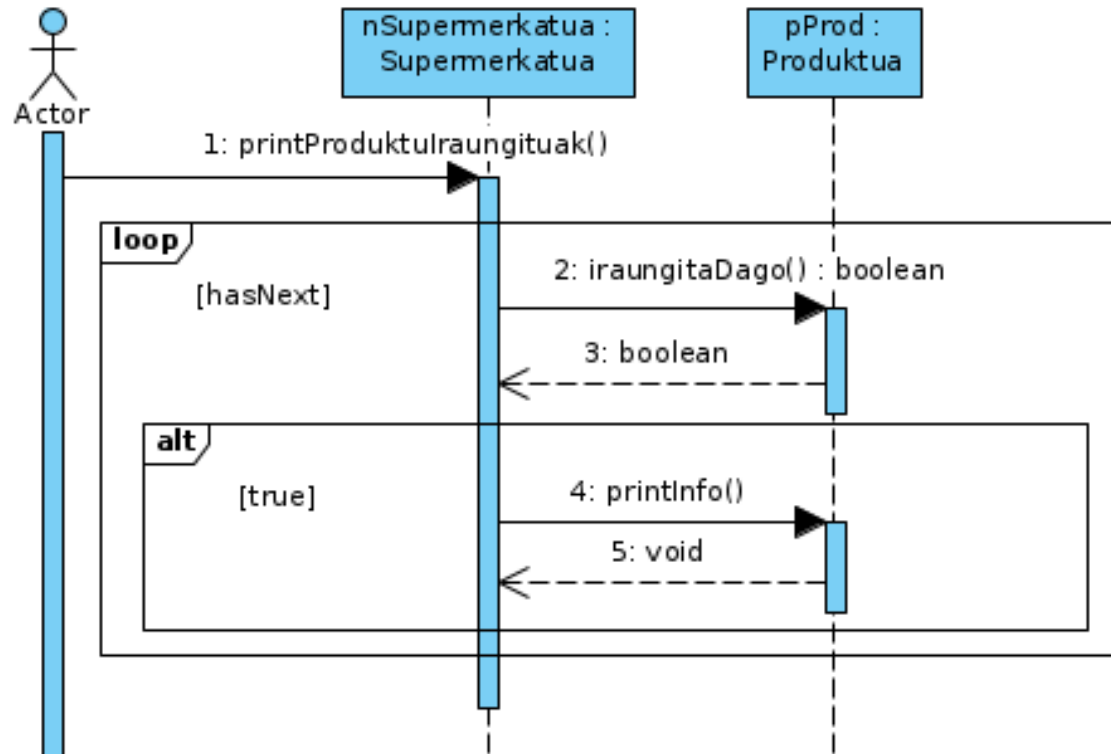 nSupermerkatua :
Supermerkatua
pProd :
Produktua
Actor
1: printProduktuIraungituak()
loop
[hasNext]
2: iraungitaDago() : boolean
3: boolean
alt
[true]
4: printInfo()
5: void